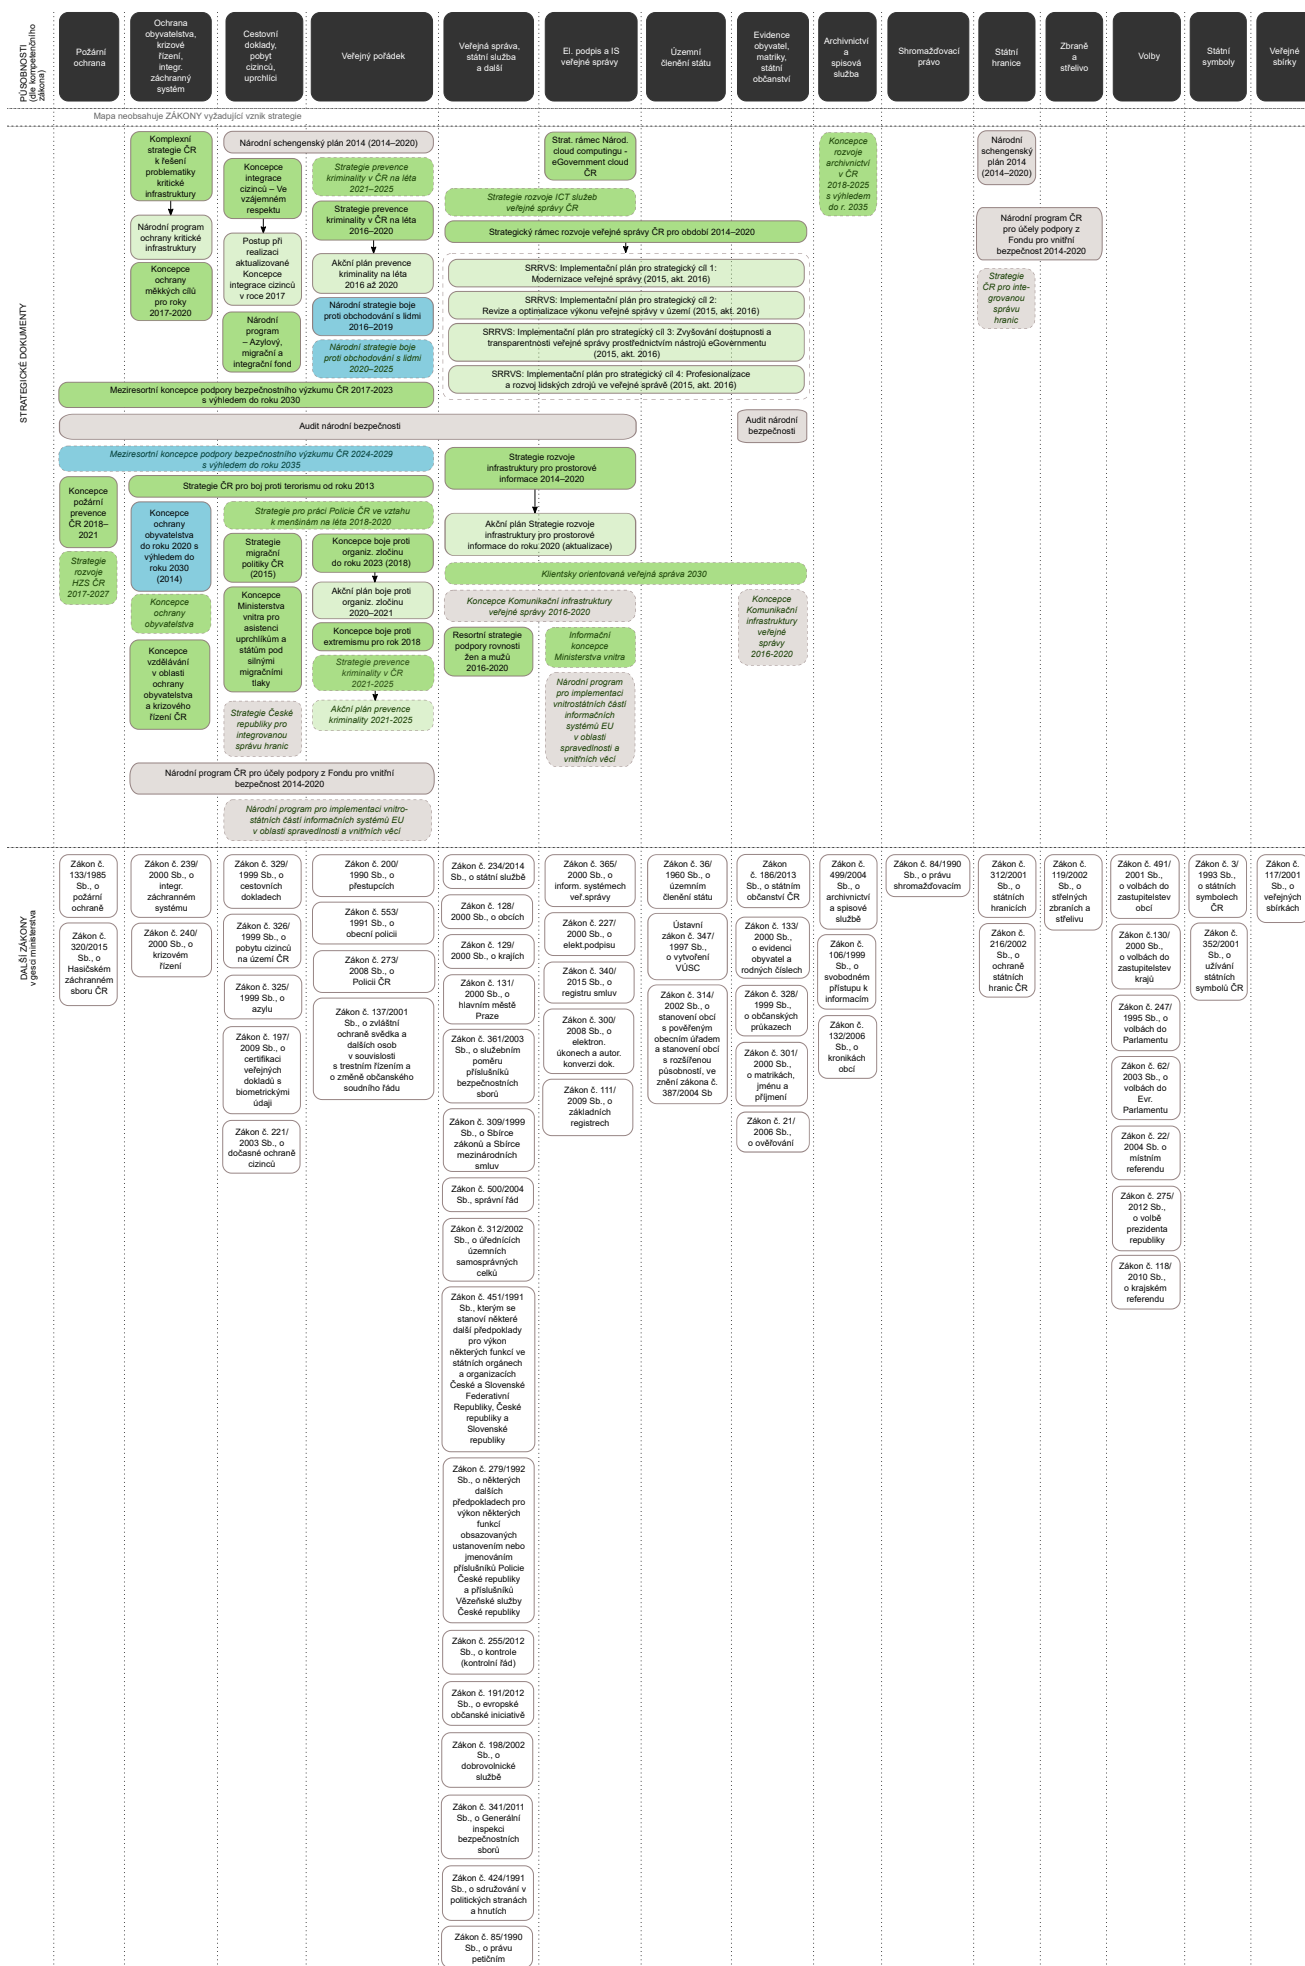 PŮSOBNOSTI
(dle kompetenčního
zákona)
Požární
ochrana
Ochrana
obyvatelstva,
krizové
řízení,
integr.
záchranný
systém
Cestovní
doklady,
pobyt
cizinců,
uprchlíci
Veřejný pořádek
Veřejná správa,
státní služba
a další
El. podpis a IS
veřejné správy
Územní
členění státu
Evidence
obyvatel,
matriky,
státní
občanství
Archivnictví
a
spisová
služba
Shromažďovací
právo
Státní
hranice
Zbraně
a
střelivo
Volby
Státní
symboly
Veřejné
sbírky
Mapa neobsahuje ZÁKONY vyžadující vznik strategie
STRATEGICKÉ DOKUMENTY
Komplexní
strategie ČR
k řešení
problematiky
kritické
infrastruktury
Národní program
ochrany kritické
infrastruktury
Koncepce
ochrany
měkkých cílů
pro roky
2017-2020
Národní schengenský plán 2014 (2014–2020)
Koncepce
integrace
cizinců – Ve
vzájemném
respektu
Postup při
realizaci
aktualizované
Koncepce
integrace cizinců
v roce 2017
Národní
program
– Azylový,
migrační a
integrační fond
Strategie prevence
kriminality v ČR na léta
2021–2025
Strategie prevence
kriminality v ČR na léta
2016–2020
Akční plán prevence
kriminality na léta
2016 až 2020
Národní strategie boje
proti obchodování s lidmi
2016–2019
Národní strategie boje
proti obchodování s lidmi
2020–2025
Strat. rámec Národ.
cloud computingu -
eGovernment cloud
ČR
Strategie rozvoje ICT služeb
veřejné správy ČR
Strategický rámec rozvoje veřejné správy ČR pro období 2014–2020
SRRVS: Implementační plán pro strategický cíl 1:
Modernizace veřejné správy (2015, akt. 2016)
SRRVS: Implementační plán pro strategický cíl 2:
Revize a optimalizace výkonu veřejné správy v území (2015, akt. 2016)
SRRVS: Implementační plán pro strategický cíl 3: Zvyšování dostupnosti a
transparentnosti veřejné správy prostřednictvím nástrojů eGovernmentu
(2015, akt. 2016)
SRRVS: Implementační plán pro strategický cíl 4: Profesionalizace
a rozvoj lidských zdrojů ve veřejné správě (2015, akt. 2016)
Koncepce
rozvoje
archivnictví
v ČR
2018-2025
s výhledem
do r. 2035
Národní
schengenský
plán 2014
(2014–2020)
Národní program ČR
pro účely podpory z
Fondu pro vnitřní
bezpečnost 2014-2020
Strategie
ČR pro inte-
grovanou
správu
hranic
Meziresortní koncepce podpory bezpečnostního výzkumu ČR 2017-2023
s výhledem do roku 2030
Audit národní bezpečnosti
Audit národní
bezpečnosti
Meziresortní koncepce podpory bezpečnostního výzkumu ČR 2024-2029
s výhledem do roku 2035
Strategie ČR pro boj proti terorismu od roku 2013
Koncepce
požární
prevence
ČR 2018–
2021
Strategie
rozvoje
HZS ČR
2017-2027
Koncepce
ochrany
obyvatelstva
do roku 2020 s
výhledem do
roku 2030
(2014)
Koncepce
ochrany
obyvatelstva
Koncepce
vzdělávání
v oblasti
ochrany
obyvatelstva
a krizového
řízení ČR
Strategie pro práci Policie ČR ve vztahu
k menšinám na léta 2018-2020
Strategie
migrační
politiky ČR
(2015)
Koncepce
Ministerstva
vnitra pro
asistenci
uprchlíkům a
státům pod
silnými
migračními
tlaky
Strategie České
republiky pro
integrovanou
správu hranic
Koncepce boje proti
organiz. zločinu
do roku 2023 (2018)
Akční plán boje proti
organiz. zločinu
2020–2021
Koncepce boje proti
extremismu pro rok 2018
Strategie prevence
kriminality v ČR
2021-2025
Akční plán prevence
kriminality 2021-2025
Strategie rozvoje
infrastruktury pro prostorové
informace 2014–2020
Akční plán Strategie rozvoje
infrastruktury pro prostorové
informace do roku 2020 (aktualizace)
Klientsky orientovaná veřejná správa 2030
Koncepce Komunikační infrastruktury
veřejné správy 2016-2020
Resortní strategie
podpory rovnosti
žen a mužů
2016-2020
Informační
koncepce
Ministerstva vnitra
Národní program
pro implementaci
vnitrostátních částí
informačních
systémů EU
v oblasti
spravedlnosti a
vnitřních věcí
Koncepce
Komunikační
infrastruktury
veřejné
správy
2016-2020
Národní program ČR pro účely podpory z Fondu pro vnitřní
bezpečnost 2014-2020
Národní program pro implementaci vnitro-
státních částí informačních systémů EU
v oblasti spravedlnosti a vnitřních věcí
DALŠÍ ZÁKONY
v gesci ministerstva
Zákon č.
133/1985
Sb., o
požární
ochraně
Zákon č.
320/2015
Sb., o
Hasičském
záchranném
sboru ČR
Zákon č. 239/
2000 Sb., o
integr.
záchranném
systému
Zákon č. 240/
2000 Sb., o
krizovém
řízení
Zákon č. 329/
1999 Sb., o
cestovních
dokladech
Zákon č. 326/
1999 Sb., o
pobytu cizinců
na území ČR
Zákon č. 325/
1999 Sb., o
azylu
Zákon č. 197/
2009 Sb., o
certifikaci
veřejných
dokladů s
biometrickými
údaji
Zákon č. 221/
2003 Sb., o
dočasné ochraně
cizinců
Zákon č. 200/
1990 Sb., o
přestupcích
Zákon č. 553/
1991 Sb., o
obecní policii
Zákon č. 273/
2008 Sb., o
Policii ČR
Zákon č. 137/2001
Sb., o zvláštní
ochraně svědka a
dalších osob
v souvislosti
s trestním řízením a
o změně občanského
soudního řádu
Zákon č. 234/2014
Sb., o státní službě
Zákon č. 128/
2000 Sb., o obcích
Zákon č. 129/
2000 Sb., o krajích
Zákon č. 131/
2000 Sb., o
hlavním městě
Praze
Zákon č. 361/2003
Sb., o služebním
poměru
příslušníků
bezpečnostních
sborů
Zákon č. 309/1999
Sb., o Sbírce
zákonů a Sbírce
mezinárodních
smluv
Zákon č. 500/2004
Sb., správní řád
Zákon č. 312/2002
Sb., o úřednících
územních
samosprávných
celků
Zákon č. 451/1991
Sb., kterým se
stanoví některé
další předpoklady
pro výkon
některých funkcí ve
státních orgánech
a organizacích
České a Slovenské
Federativní
Republiky, České
republiky a
Slovenské
republiky
Zákon č. 279/1992
Sb., o některých
dalších
předpokladech pro
výkon některých
funkcí
obsazovaných
ustanovením nebo
jmenováním
příslušníků Policie
České republiky
a příslušníků
Vězeňské služby
České republiky
Zákon č. 255/2012
Sb., o kontrole
(kontrolní řád)
Zákon č. 191/2012
Sb., o evropské
občanské iniciativě
Zákon č. 198/2002
Sb., o
dobrovolnické
službě
Zákon č. 341/2011
Sb., o Generální
inspekci
bezpečnostních
sborů
Zákon č. 424/1991
Sb., o sdružování v
politických stranách
a hnutích
Zákon č. 85/1990
Sb., o právu
petičním
Zákon č. 365/
2000 Sb., o
inform. systémech
veř.správy
Zákon č. 227/
2000 Sb., o
elekt.podpisu
Zákon č. 340/
2015 Sb., o
registru smluv
Zákon č. 300/
2008 Sb., o
elektron.
úkonech a autor.
konverzi dok.
Zákon č. 111/
2009 Sb., o
základních
registrech
Zákon č. 36/
1960 Sb., o
územním
členění státu
Ústavní
zákon č. 347/
1997 Sb., o
vytvoření
VÚSC
Zákon č. 314/
2002 Sb., o
stanovení obcí
s pověřeným
obecním úřadem
a stanovení obcí
s rozšířenou
působností, ve
znění zákona č.
387/2004 Sb
Zákon
č. 186/2013
Sb., o státním
občanství ČR
Zákon č. 133/
2000 Sb., o
o evidenci
obyvatel a
rodných číslech
Zákon č. 328/
1999 Sb.,
o občanských
průkazech
Zákon č. 301/
2000 Sb.,
o matrikách,
jménu a
příjmení
Zákon č. 21/
2006 Sb.,
o ověřování
Zákon č.
499/2004
Sb., o
archivnictví
a spisové
službě
Zákon č.
106/1999
Sb., o
svobodném
přístupu k
informacím
Zákon č.
132/2006
Sb., o
kronikách
obcí
Zákon č. 84/1990
Sb., o právu
shromažďovacím
Zákon č.
312/2001
Sb., o
státních
hranicích
Zákon č.
216/2002
Sb., o
ochraně
státních
hranic ČR
Zákon č.
119/2002
Sb., o
střelných
zbraních a
střelivu
Zákon č. 491/
2001 Sb.,
o volbách do
zastupitelstev
obcí
Zákon č.130/
2000 Sb.,
o volbách do
zastupitelstev
krajů
Zákon č. 247/
1995 Sb., o
volbách do
Parlamentu
Zákon č. 62/
2003 Sb., o
volbách do
Evr.
Parlamentu
Zákon č. 22/
2004 Sb. o
místním
referendu
Zákon č. 275/
2012 Sb.,
o volbě
prezidenta
republiky
Zákon č. 118/
2010 Sb.,
o krajském
referendu
Zákon č. 3/
1993 Sb.,
o státních
symbolech
ČR
Zákon č.
352/2001
Sb., o
užívání
státních
symbolů ČR
Zákon č.
117/2001
Sb., o
veřejných
sbírkách